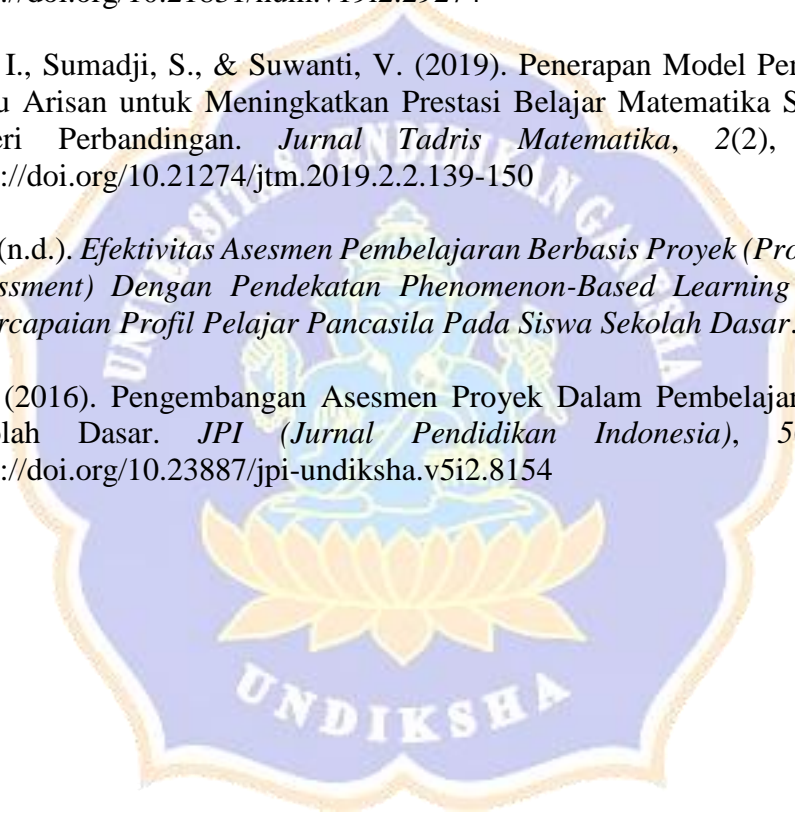 ://doi.org/10.21831/hum.v19i2.29274
I., Sumadji, S., & Suwanti, V. (2019). Penerapan Model Per
u Arisan untuk Meningkatkan Prestasi Belajar Matematika S
eri Perbandingan. Jurnal Tadris Matematika, 2(2),
://doi.org/10.21274/jtm.2019.2.2.139-150
(n.d.). Efektivitas Asesmen Pembelajaran Berbasis Proyek (Pro
ssment) Dengan Pendekatan Phenomenon-Based Learning
rcapaian Profil Pelajar Pancasila Pada Siswa Sekolah Dasar.
(2016). Pengembangan Asesmen Proyek Dalam Pembelajar
olah Dasar. JPI (Jurnal Pendidikan Indonesia), 5
://doi.org/10.23887/jpi-undiksha.v5i2.8154
UNIVERSITAS PENDIDIKAN GANESHA
UNDIKSHA